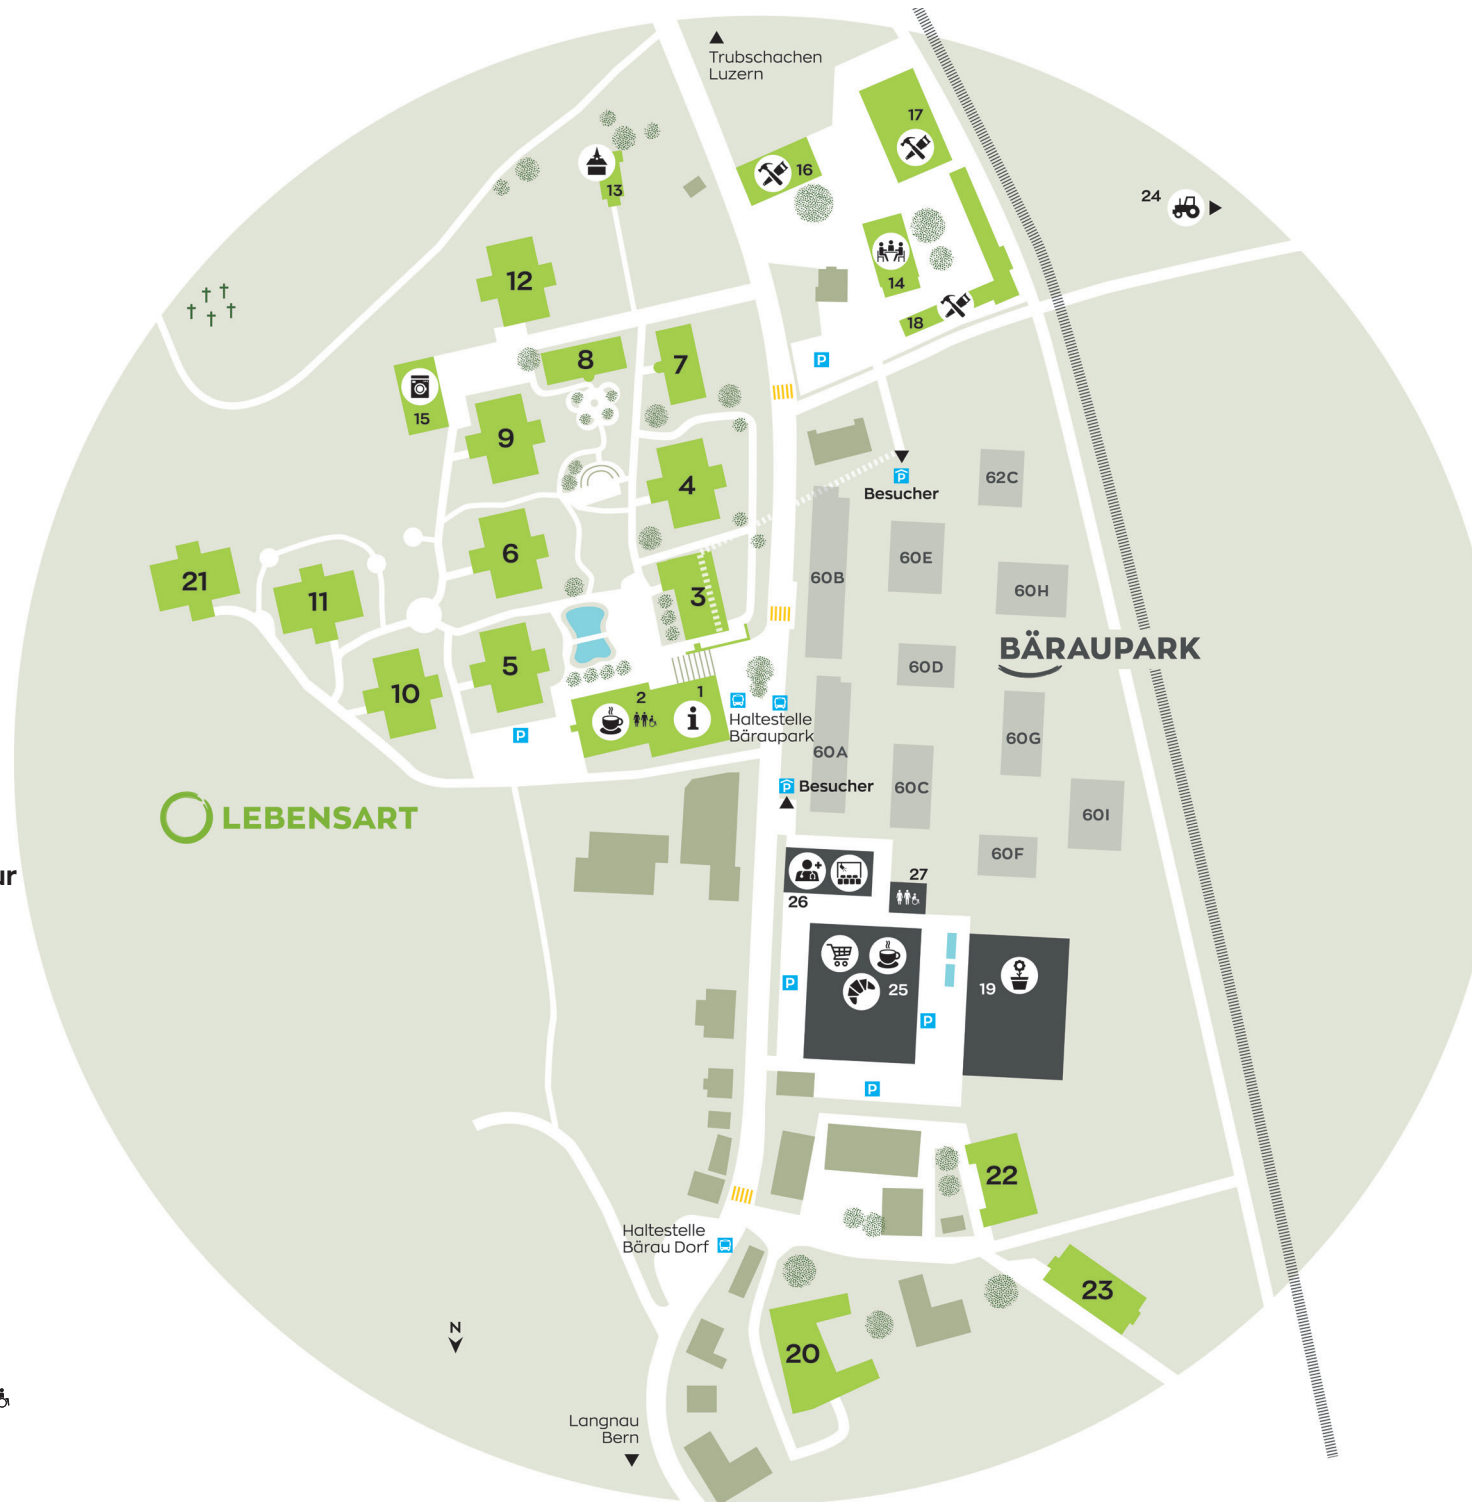 Trubschachen
Luzern
17
16
13
24
14
18
12
8
7
P
15
9
4
P
Besucher
62C
6
60E
60B
21
11
3
60H
BÄRAUPARK
5
60D
10
2
1
i
P
Haltestelle
Bäraupark
60A
60G
P
Besucher
60C
60I
LEBENSART
60F
ur
27
26
25
19
P
P
P
22
Haltestelle
Bärau Dorf
23
N
20
Langnau
Bern